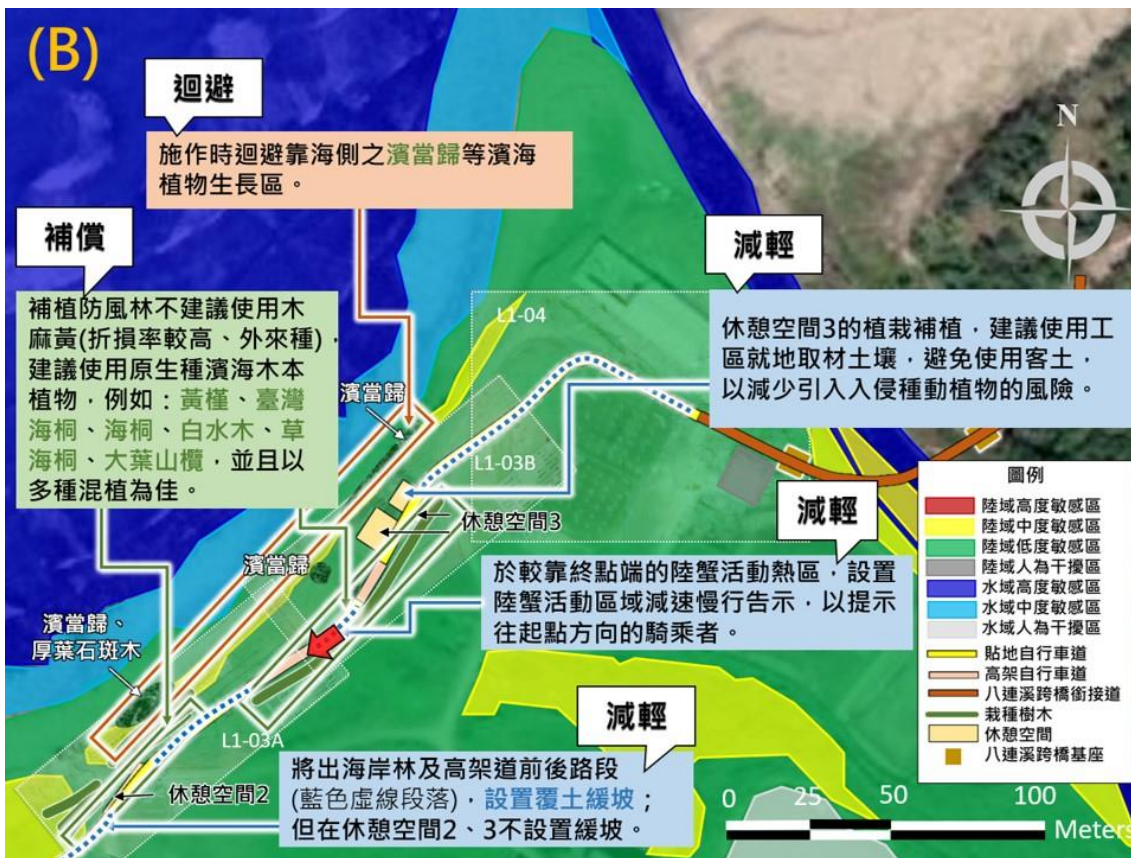 (B)
迴避
施作時迴避靠海側之濱當歸等濱海
植物生長區。
補償
補植防風林不建議使用木
麻黃(折損率較高、外來種),
建議使用原生種濱海木本
植物,例如:黃槿、臺灣
海桐、海桐、白水木、草
海桐、大葉山欖,並且以
多種混植為佳。
N
減輕
休憩空間3的植栽補植,建議使用工
區就地取材土壤,避免使用客土,
以減少引入入侵種動植物的風險。
L1-04
濱當歸
L1-03B
休憩空間3
濱當歸
減輕
於較靠終點端的陸蟹活動熱區,設置
陸蟹活動區域減速慢行告示,以提示
往起點方向的騎乘者。
濱當歸、
厚葉石斑木
L1-03A
休憩空間2
減輕
將出海岸林及高架道前後路段
(藍色虛線段落),設置覆土緩坡;
但在休憩空間2、3不設置緩坡。
圖例
陸域高度敏感區
陸域中度敏感區
陸域低度敏感區
陸域人為干擾區
水域高度敏感區
水域中度敏感區
水域人為干擾區
貼地自行車道
高架自行車道
八連溪跨橋銜接道
栽種樹木
休憩空間
八連溪跨橋基座
0 25 50 100
Meters